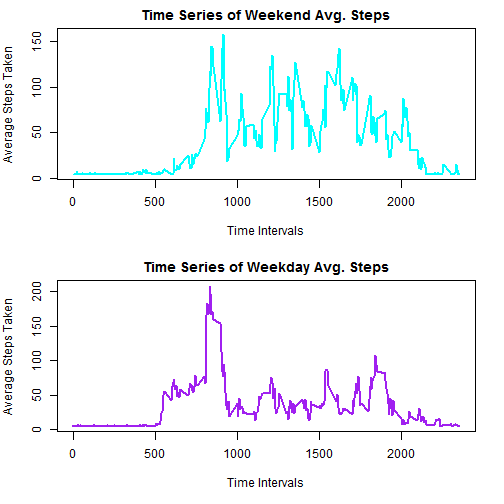 Time Series of Weekend Avg. Steps
Average Steps Taken
150
100
50
0
0 500 1000 1500 2000
Time Intervals
Time Series of Weekday Avg. Steps
Average Steps Taken
200
150
100
50
0
0 500 1000 1500 2000
Time Intervals